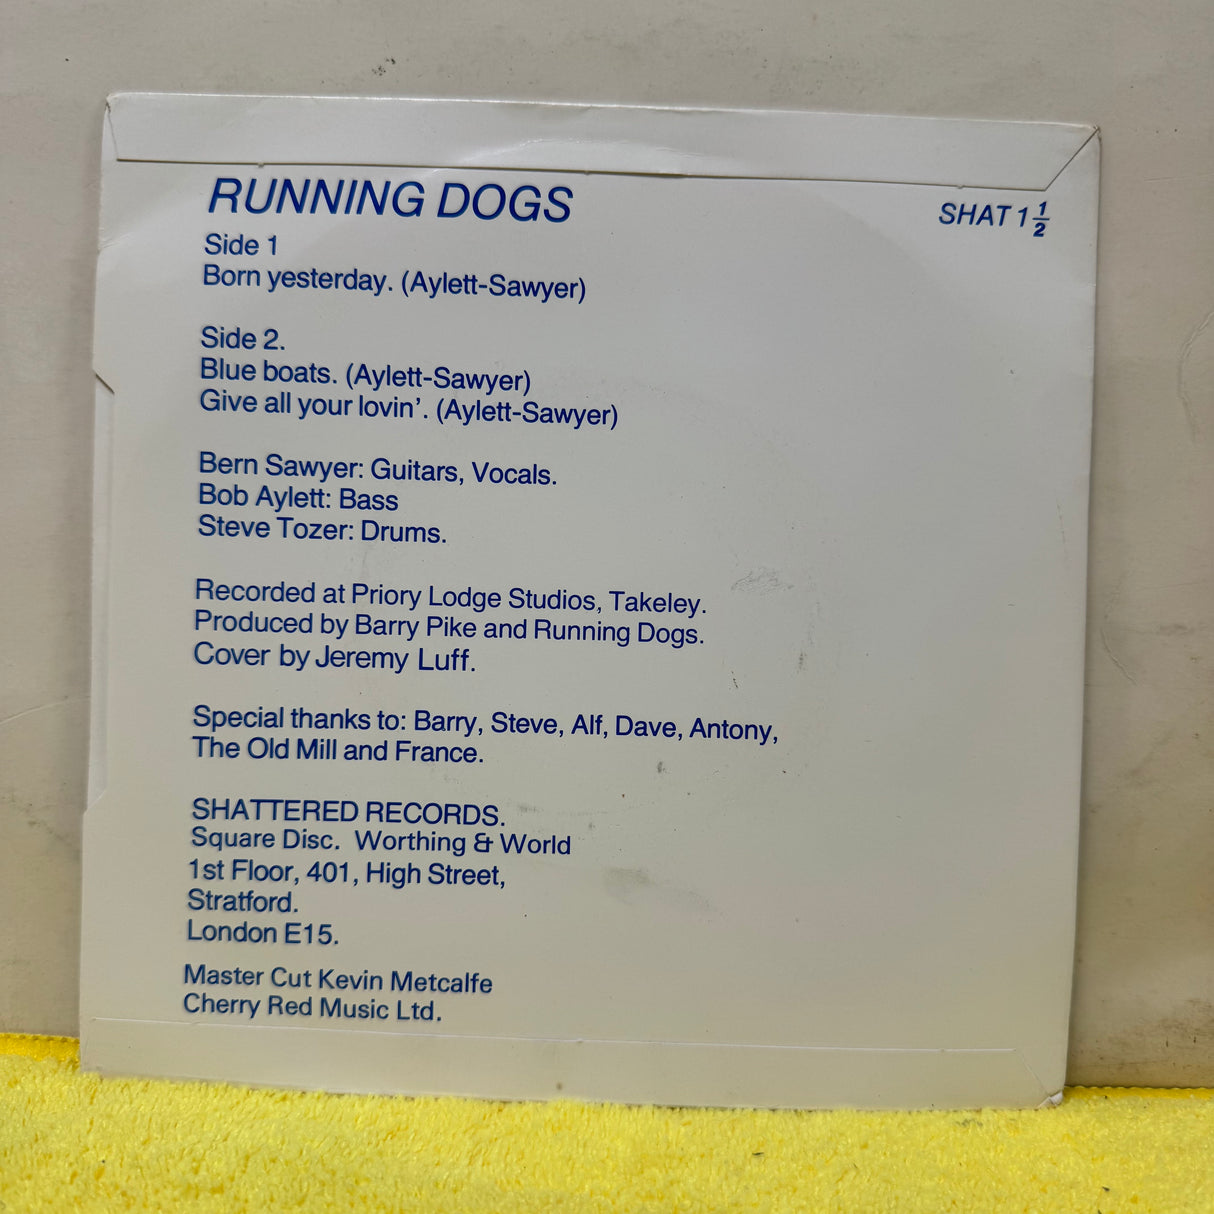 RUNNING DOGS
SHAT 1 1/2
Side 1
Born yesterday. (Aylett-Sawyer)
Side 2.
Blue boats. (Aylett-Sawyer)
Give all your lovin'. (Aylett-Sawyer)
Bern Sawyer: Guitars, Vocals.
Bob Aylett: Bass
Steve Tozer: Drums.
Recorded at Priory Lodge Studios, Takeley.
Produced by Barry Pike and Running Dogs.
Cover by Jeremy Luff.
Special thanks to: Barry, Steve, Alf, Dave, Antony,
The Old Mill and France.
SHATTERED RECORDS.
Square Disc. Worthing & World
1st Floor, 401, High Street,
Stratford.
London E15.
Master Cut Kevin Metcalfe
Cherry Red Music Ltd.